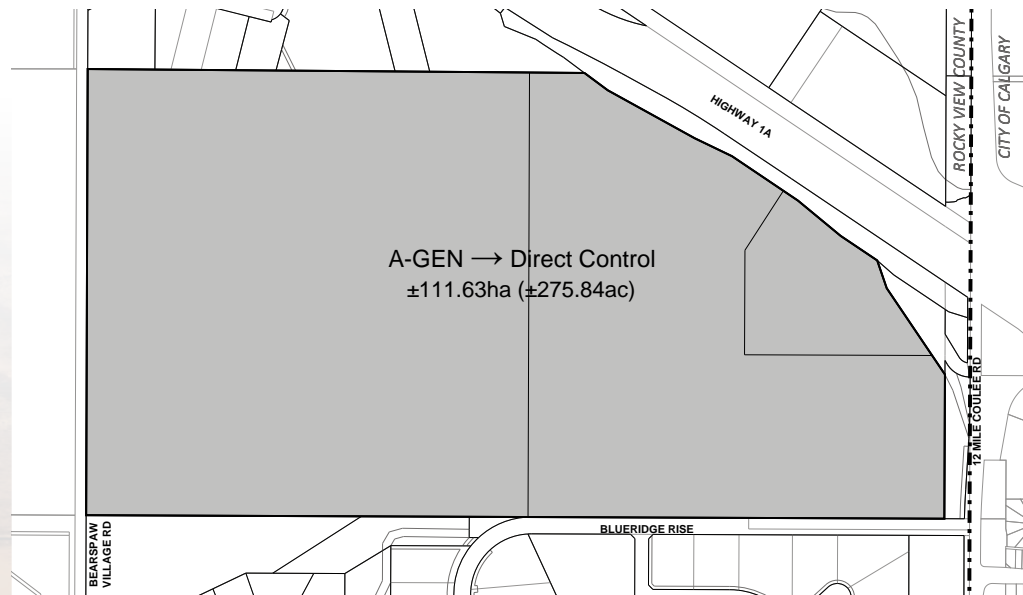 HIGHWAY 1A
ROCKY VIEW COUNTY
CITY OF CALGARY
A-GEN → Direct Control
±111.63ha (±275.84ac)
12 MILE COULEE RD
BLUERIDGE RISE
BEARSPAW
VILLAGE RD